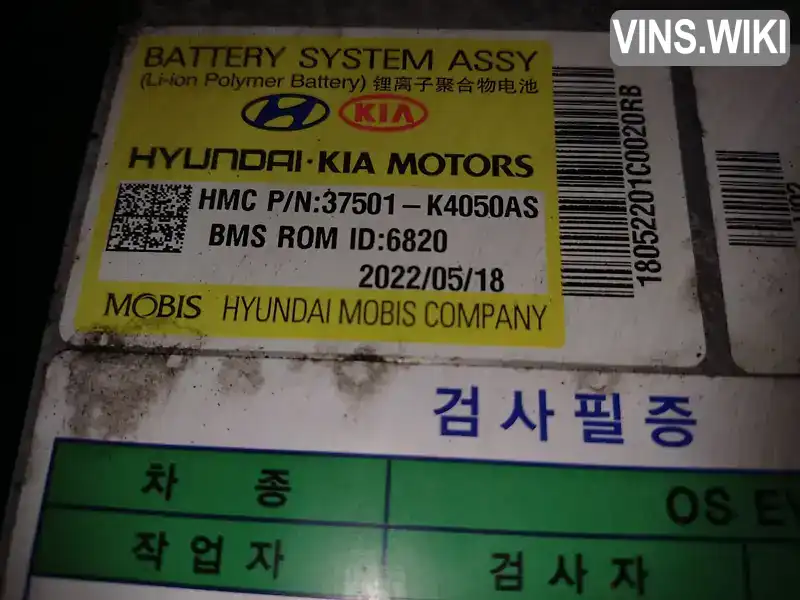 VINS.WIKI
BATTERY SYSTEM ASSY
(Li-ion Polymer Battery) 锂离子聚合物电池
KIA
HYUNDAI · KIA MOTORS
HMC P/N:37501-K4050AS
BMS ROM ID:6820
2022/05/18
MOBIS HYUNDAI MOBIS COMPANY
18052201C0020RB
검사필증
차 종
OS EV
작업자
검사자